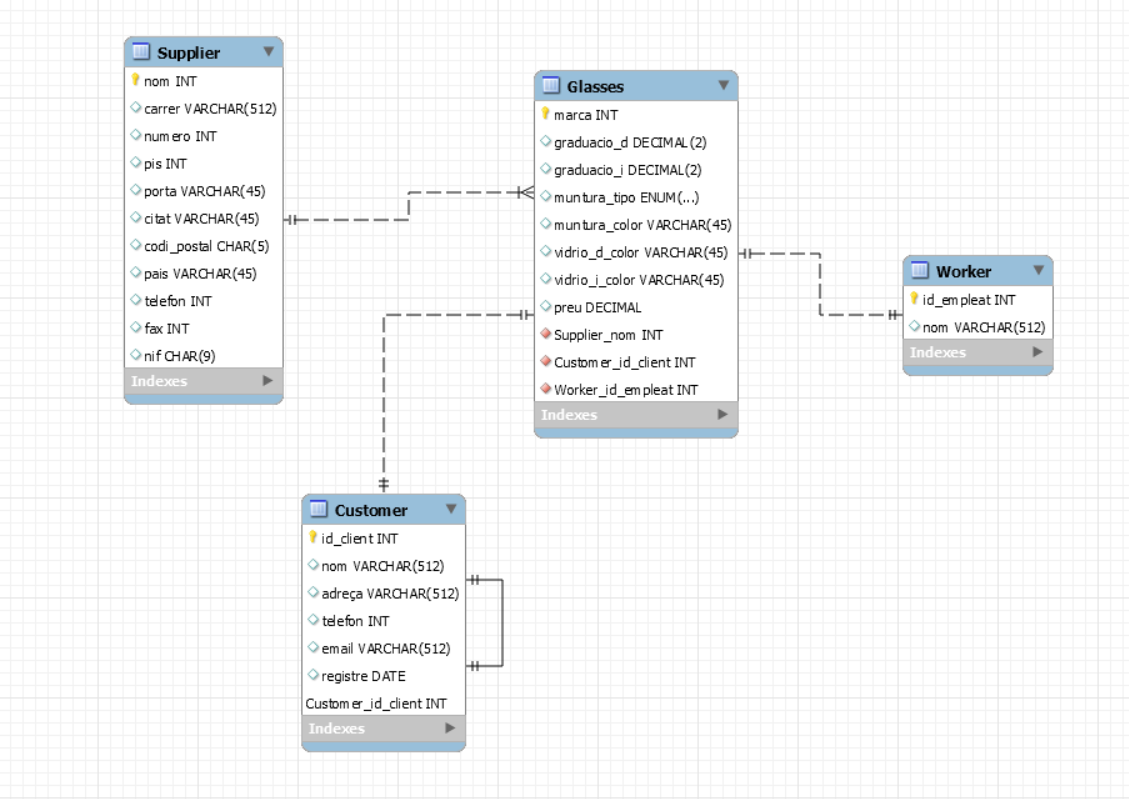 Supplier
nom INT
carrer VARCHAR(512)
numero INT
pis INT
porta VARCHAR(45)
citat VARCHAR(45)
codi_postal CHAR(5)
pais VARCHAR(45)
telefon INT
fax INT
nif CHAR(9)
Indexes
Glasses
marca INT
graduacio_d DECIMAL(2)
graduacio_i DECIMAL(2)
muntura_tipo ENUM(...)
muntura_color VARCHAR(45)
vidrio_d_color VARCHAR(45)
vidrio_i_color VARCHAR(45)
preu DECIMAL
Supplier_nom INT
Customer_id_client INT
Worker_id_empleat INT
Indexes
Worker
id_empleat INT
nom VARCHAR(512)
Indexes
Customer
id_client INT
nom VARCHAR(512)
adreça VARCHAR(512)
telefon INT
email VARCHAR(512)
registre DATE
Customer_id_client INT
Indexes